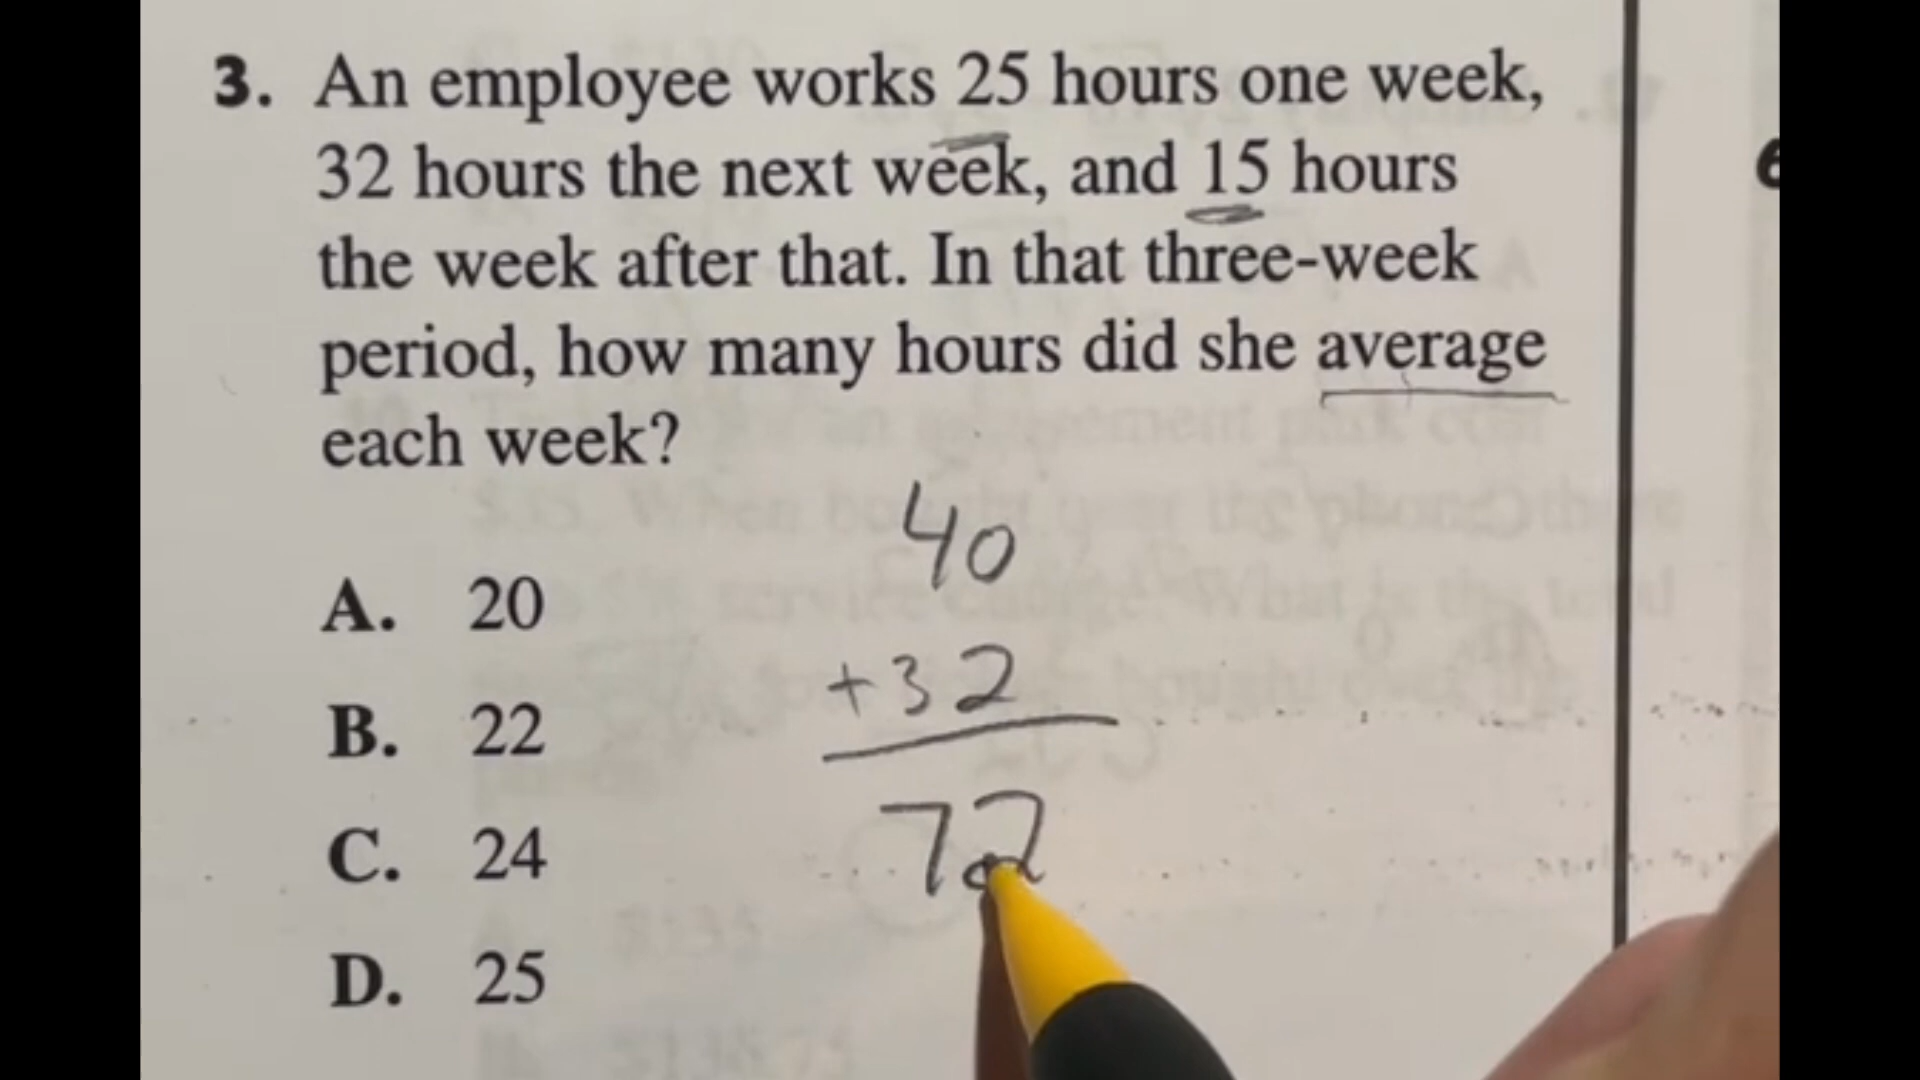 3. An employee works 25 hours one week,
32 hours the next week, and 15 hours
the week after that. In that three-week
period, how many hours did she average
each week?
A. 20
B. 22
C. 24
D. 25
40
+32
72
6